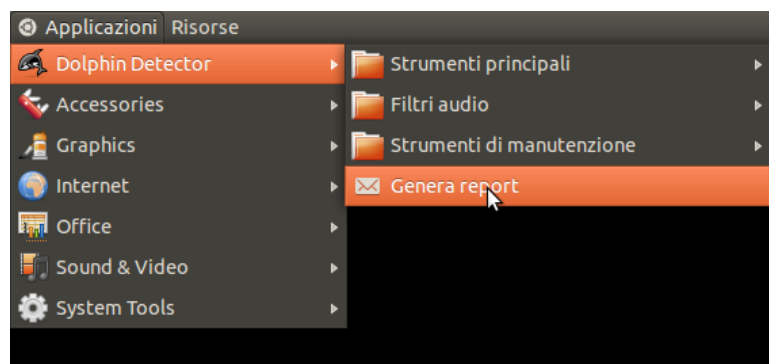 Applicazioni Risorse
Dolphin Detector
Accessories
Graphics
Internet
Office
Sound & Video
System Tools
Strumenti principali
Filtri audio
Strumenti di manutenzione
Genera report